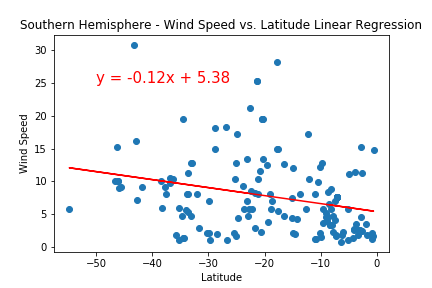 Southern Hemisphere - Wind Speed vs. Latitude Linear Regression
30
25
20
15
10
5
0
Wind Speed
y = -0.12x + 5.38
−50 −40 −30 −20 −10 0
Latitude